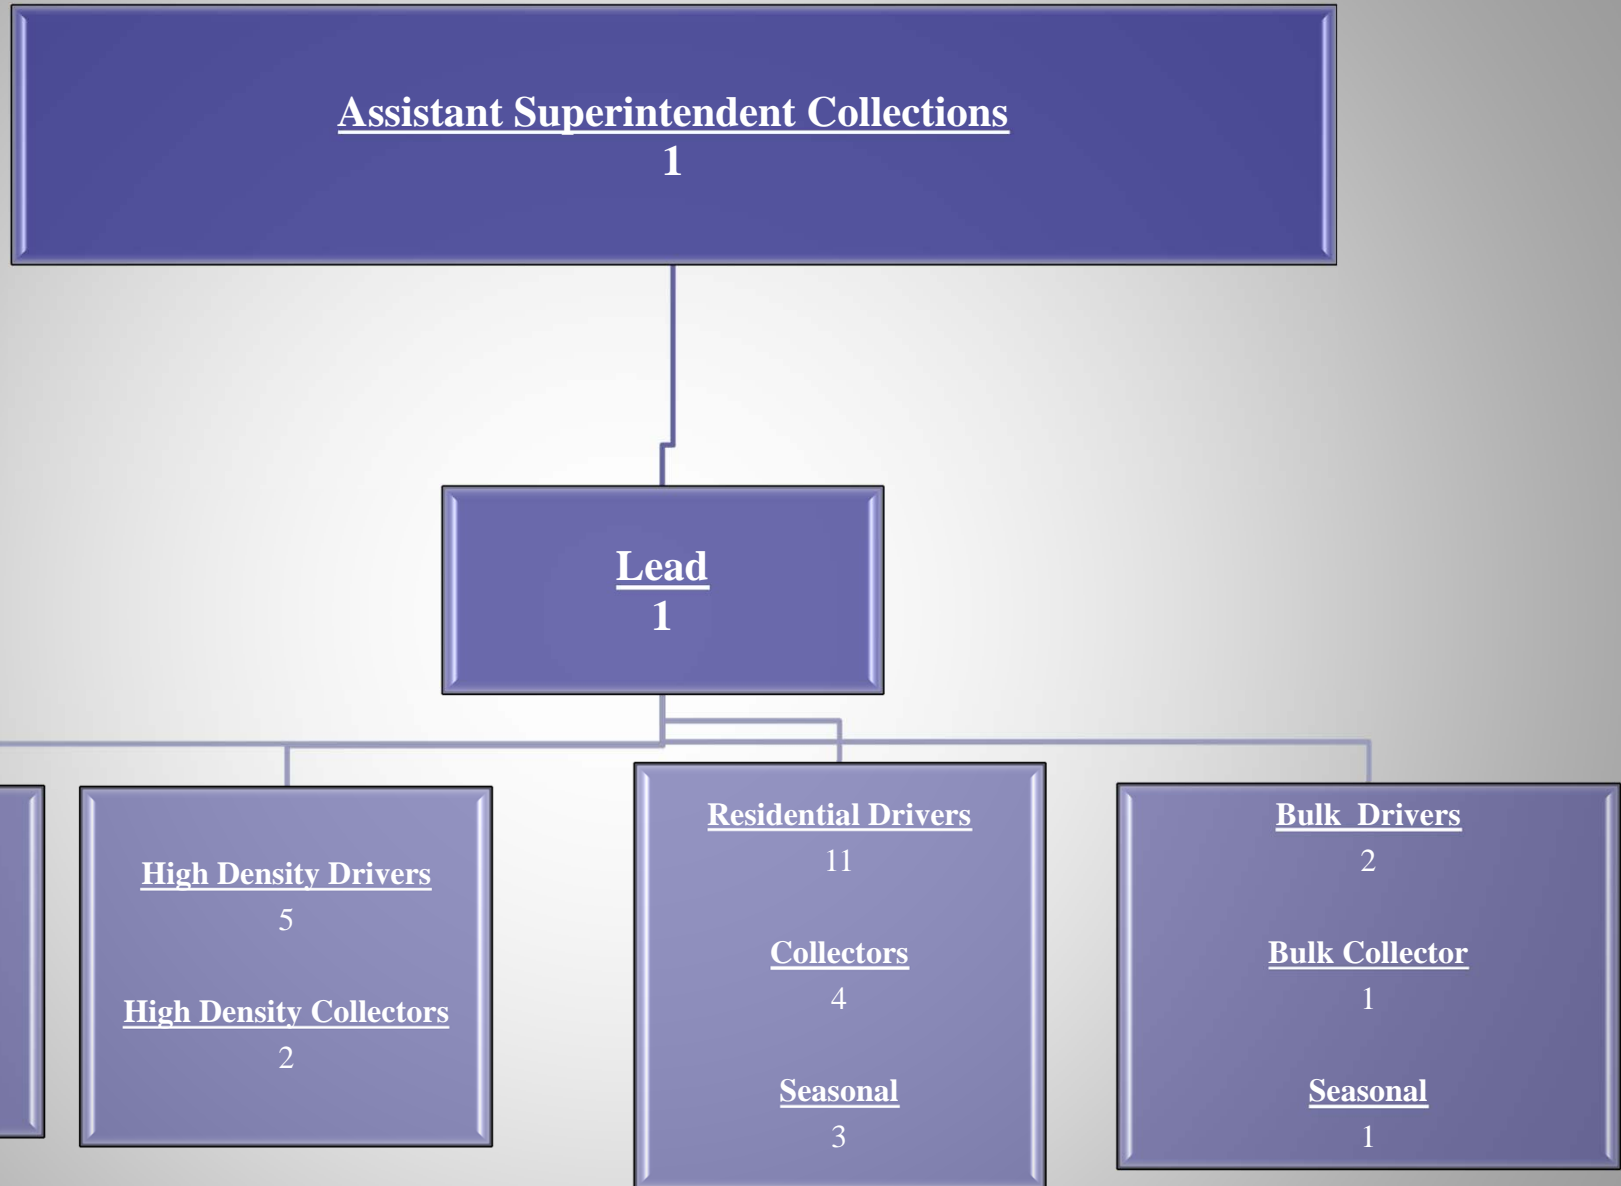 Assistant Superintendent Collections
1
Lead
1
High Density Drivers
5
High Density Collectors
2
Residential Drivers
11
Collectors
4
Seasonal
3
Bulk  Drivers
2
Bulk Collector
1
Seasonal
1